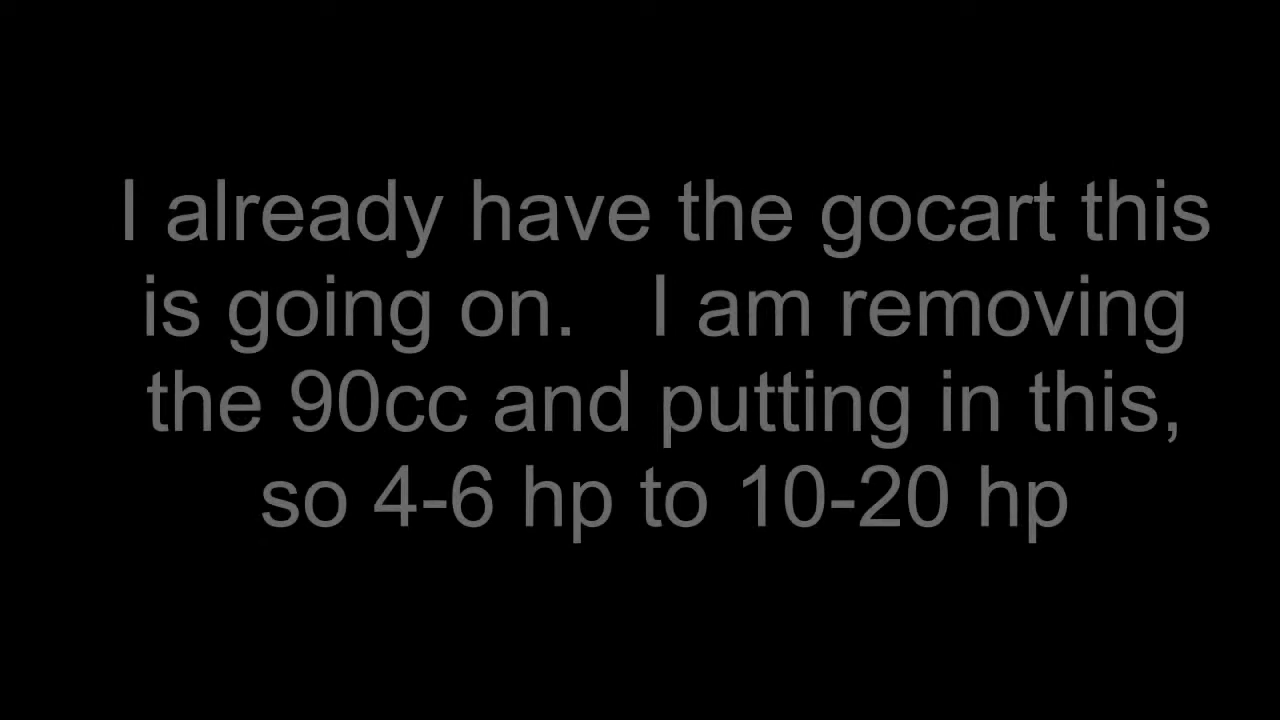 I already have the gocart this
is going on.   I am removing
the 90cc and putting in this,
so 4-6 hp to 10-20 hp